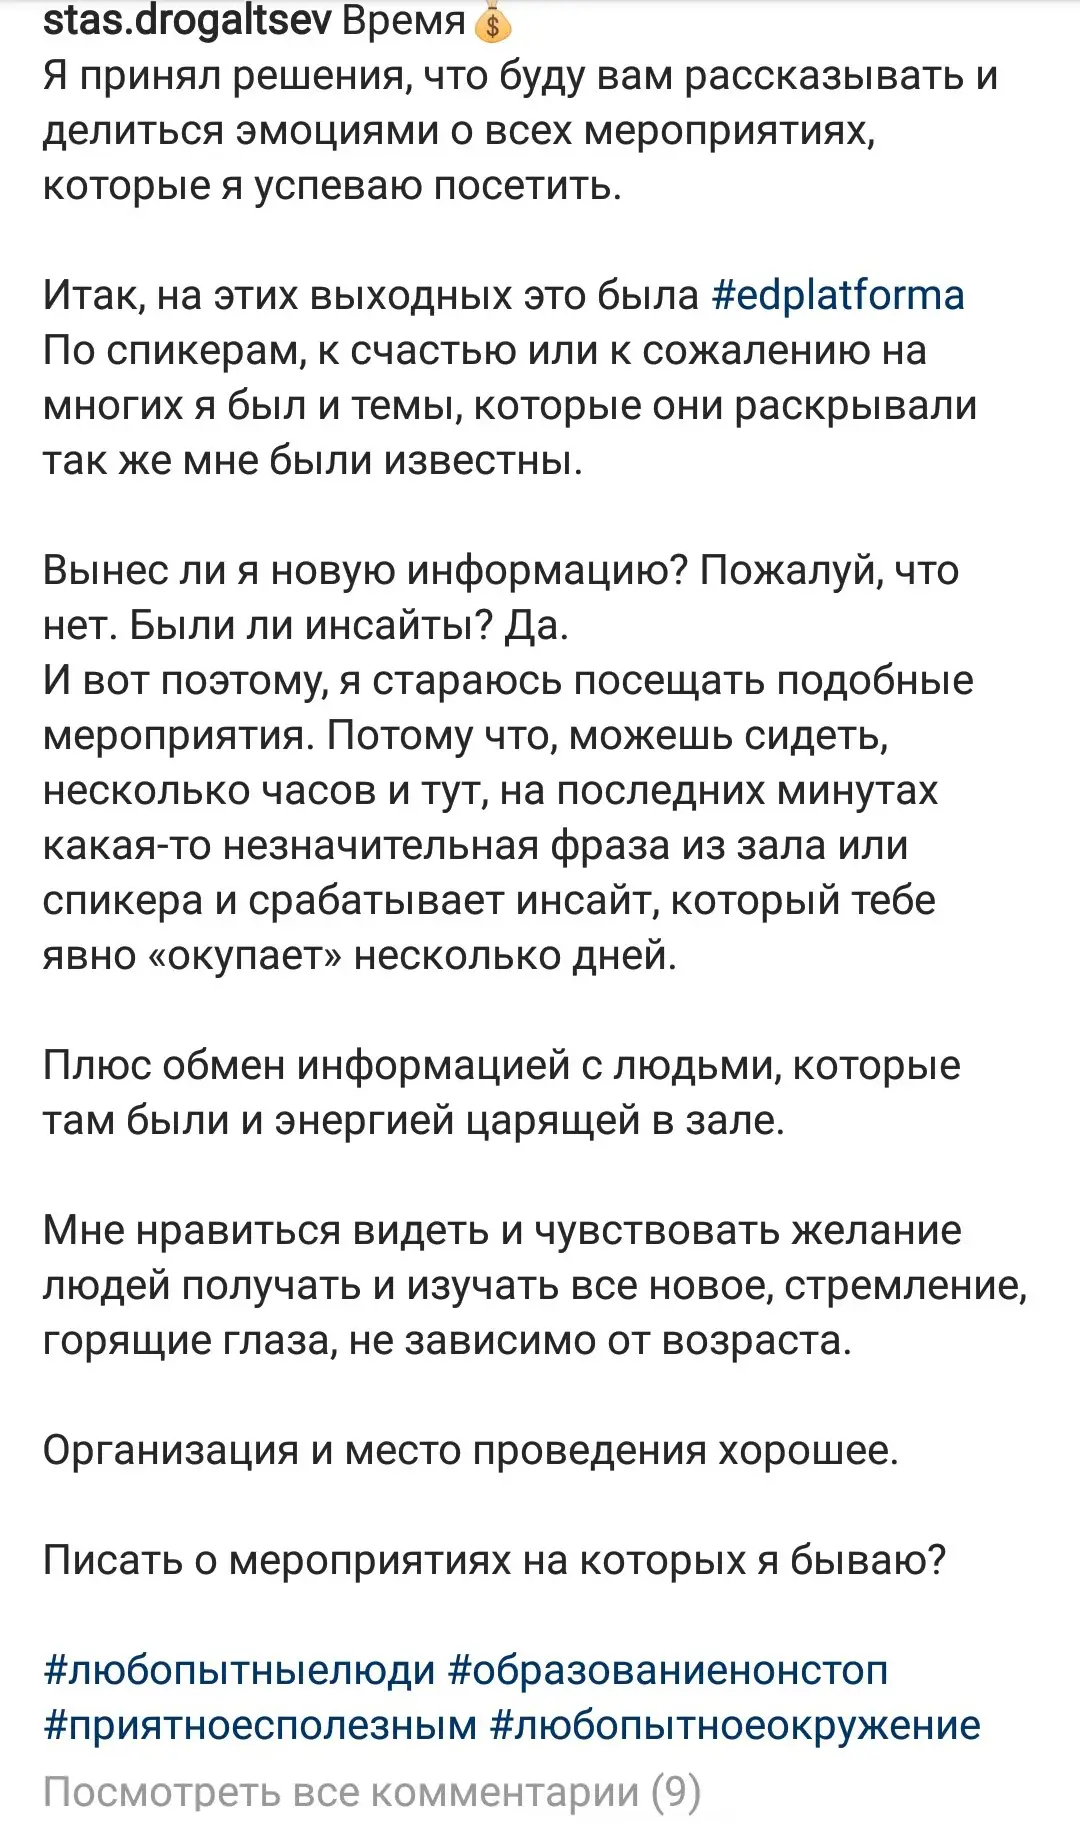 stas.drogaltsev Время💰
Я принял решения, что буду вам рассказывать и
делиться эмоциями о всех мероприятиях,
которые я успеваю посетить.
Итак, на этих выходных это была #edplatforma
По спикерам, к счастью или к сожалению на
многих я был и темы, которые они раскрывали
так же мне были известны.
Вынес ли я новую информацию? Пожалуй, что
нет. Были ли инсайты? Да.
И вот поэтому, я стараюсь посещать подобные
мероприятия. Потому что, можешь сидеть,
несколько часов и тут, на последних минутах
какая-то незначительная фраза из зала или
спикера и срабатывает инсайт, который тебе
явно «окупает» несколько дней.
Плюс обмен информацией с людьми, которые
там были и энергией царящей в зале.
Мне нравиться видеть и чувствовать желание
людей получать и изучать все новое, стремление,
горящие глаза, не зависимо от возраста.
Организация и место проведения хорошее.
Писать о мероприятиях на которых я бываю?
#любопытныелюди #образованиенонстоп
#приятноесполезным #любопытноеокружение
Посмотреть все комментарии (9)